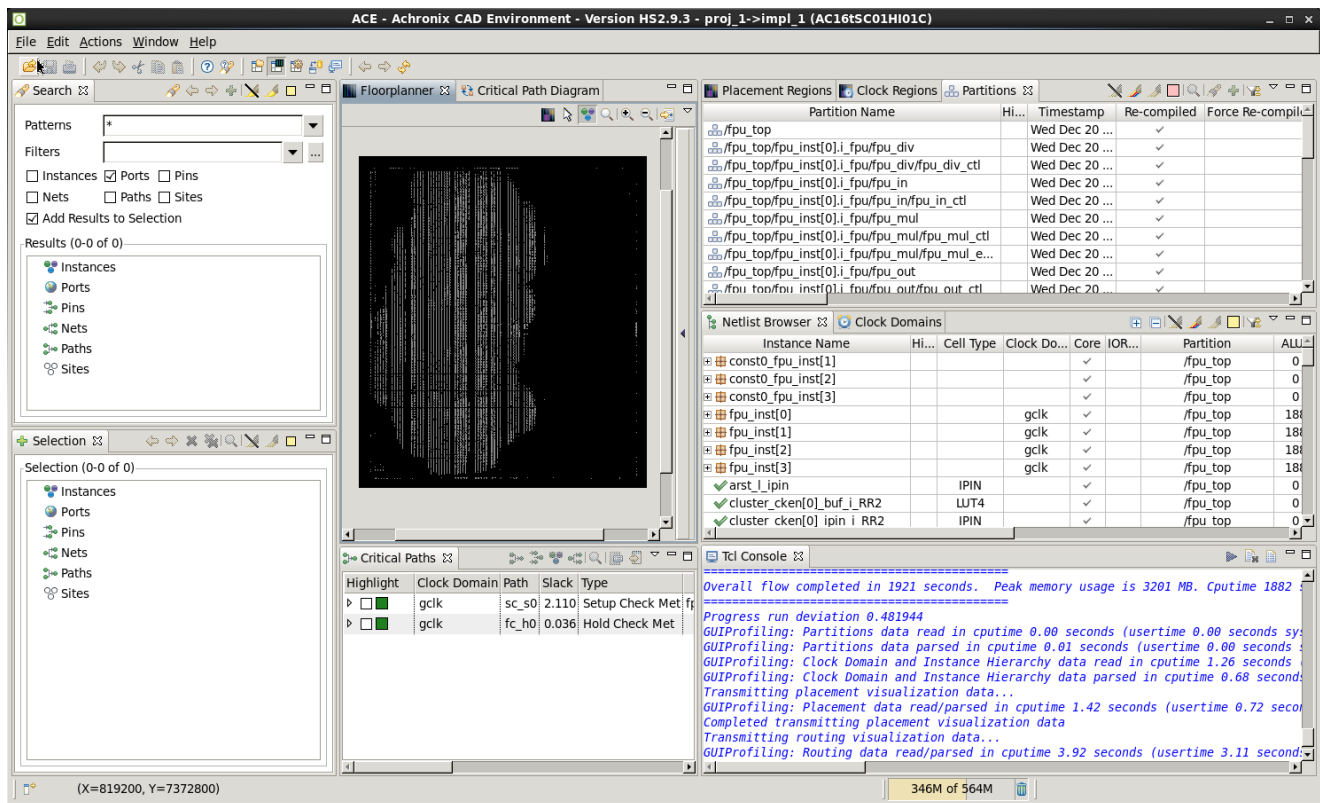 ACE - Achronix CAD Environment - Version HS2.9.3 - proj_1->impl_1 (AC16tSC01HI01C)
File Edit Actions Window Help
Search
Patterns *
Filters ...
Instances Ports Pins
Nets Paths Sites
Add Results to Selection
Results (0-0 of 0)
Instances
Ports
Pins
Nets
Paths
Sites
Selection
Selection (0-0 of 0)
Instances
Ports
Pins
Nets
Paths
Sites
Floorplanner Critical Path Diagram
Critical Paths
Highlight Clock Domain Path Slack Type
gclk sc_s0 2.110 Setup Check Met
gclk fc_h0 0.036 Hold Check Met
Placement Regions Clock Regions Partitions
Partition Name Hi... Timestamp Re-compiled Force Re-compile
/fpu_top Wed Dec 20 ...
/fpu_top/fpu_inst[0].i_fpu/fpu_div Wed Dec 20 ...
/fpu_top/fpu_inst[0].i_fpu/fpu_div/fpu_div_ctl Wed Dec 20 ...
/fpu_top/fpu_inst[0].i_fpu/fpu_in Wed Dec 20 ...
/fpu_top/fpu_inst[0].i_fpu/fpu_in/fpu_in_ctl Wed Dec 20 ...
/fpu_top/fpu_inst[0].i_fpu/fpu_mul Wed Dec 20 ...
/fpu_top/fpu_inst[0].i_fpu/fpu_mul/fpu_mul_ctl Wed Dec 20 ...
/fpu_top/fpu_inst[0].i_fpu/fpu_mul/fpu_mul_e... Wed Dec 20 ...
/fpu_top/fpu_inst[0].i_fpu/fpu_out Wed Dec 20 ...
/fpu_top/fpu_inst[0].i_fpu/fpu_out/fpu_out_ctl Wed Dec 20 ...
Netlist Browser Clock Domains
Instance Name Hi... Cell Type Clock Do... Core IOR... Partition ALU
const0_fpu_inst[1] /fpu_top 0
const0_fpu_inst[2] /fpu_top 0
const0_fpu_inst[3] /fpu_top 0
fpu_inst[0] gclk /fpu_top 188
fpu_inst[1] gclk /fpu_top 188
fpu_inst[2] gclk /fpu_top 188
fpu_inst[3] gclk /fpu_top 188
arst_l_ipin IPIN /fpu_top 0
cluster_cken[0]_buf_i_RR2 LUT4 /fpu_top 0
cluster_cken[0]_ipin_i_RR2 IPIN /fpu_top 0
Tcl Console
==========================================
Overall flow completed in 1921 seconds. Peak memory usage is 3201 MB. Cputime 1882
==========================================
Progress run deviation 0.481944
GUIProfiling: Partitions data read in cputime 0.00 seconds (usertime 0.00 seconds sy
GUIProfiling: Partitions data parsed in cputime 0.01 seconds (usertime 0.00 seconds
GUIProfiling: Clock Domain and Instance Hierarchy data read in cputime 1.26 seconds
GUIProfiling: Clock Domain and Instance Hierarchy data parsed in cputime 0.68 second
Transmitting placement visualization data...
GUIProfiling: Placement data read/parsed in cputime 1.42 seconds (usertime 0.72 secon
Completed transmitting placement visualization data
Transmitting routing visualization data...
GUIProfiling: Routing data read/parsed in cputime 3.92 seconds (usertime 3.11 second
(X=819200, Y=7372800)
346M of 564M